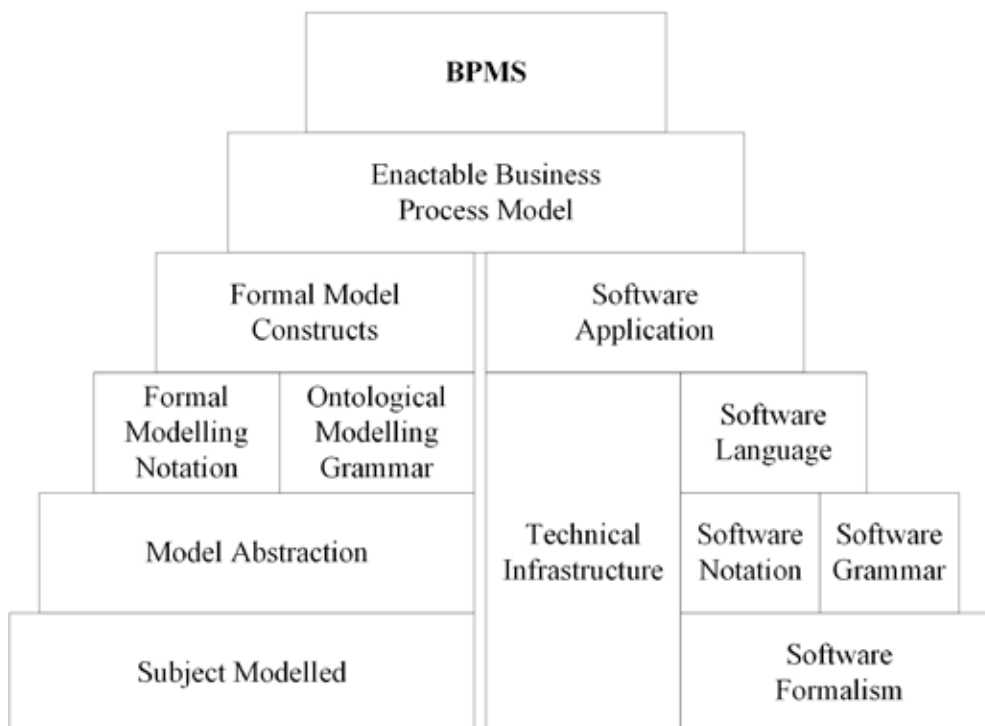 BPMS
Enactable Business
Process Model
Formal Model
Constructs
Software
Application
Formal
Modelling
Notation
Ontological
Modelling
Grammar
Software
Language
Model Abstraction
Technical
Infrastructure
Software
Notation
Software
Grammar
Subject Modelled
Software
Formalism